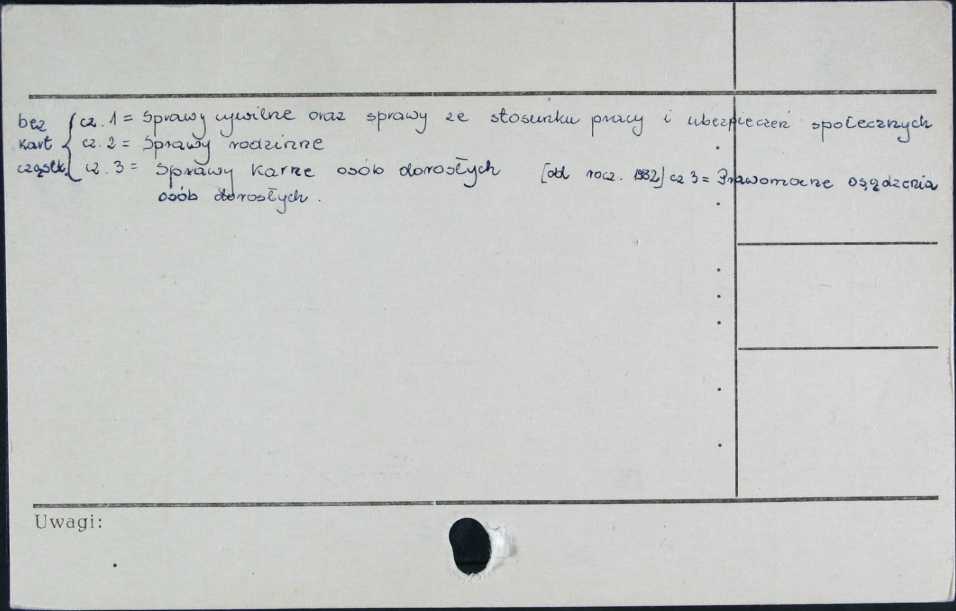 bez { cz. 1 = Sprawy cywilne oraz sprawy ze stosunku pracy i ubezpieczeń społecznych
kart cz. 2 = Sprawy rodzinne
cząstk. cz. 3 = Sprawy karne osób dorosłych [od rocz. 1982] cz 3 = Prawomocne osądzenia
osób dorosłych.
Uwagi: